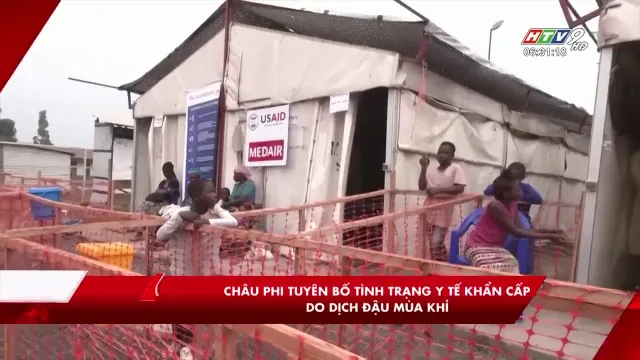 HTV9 HD
06:31:18
USAID
MEDAIR
CHÂU PHI TUYÊN BỐ TÌNH TRẠNG Y TẾ KHẨN CẤP
DO DỊCH ĐẬU MÙA KHỈ